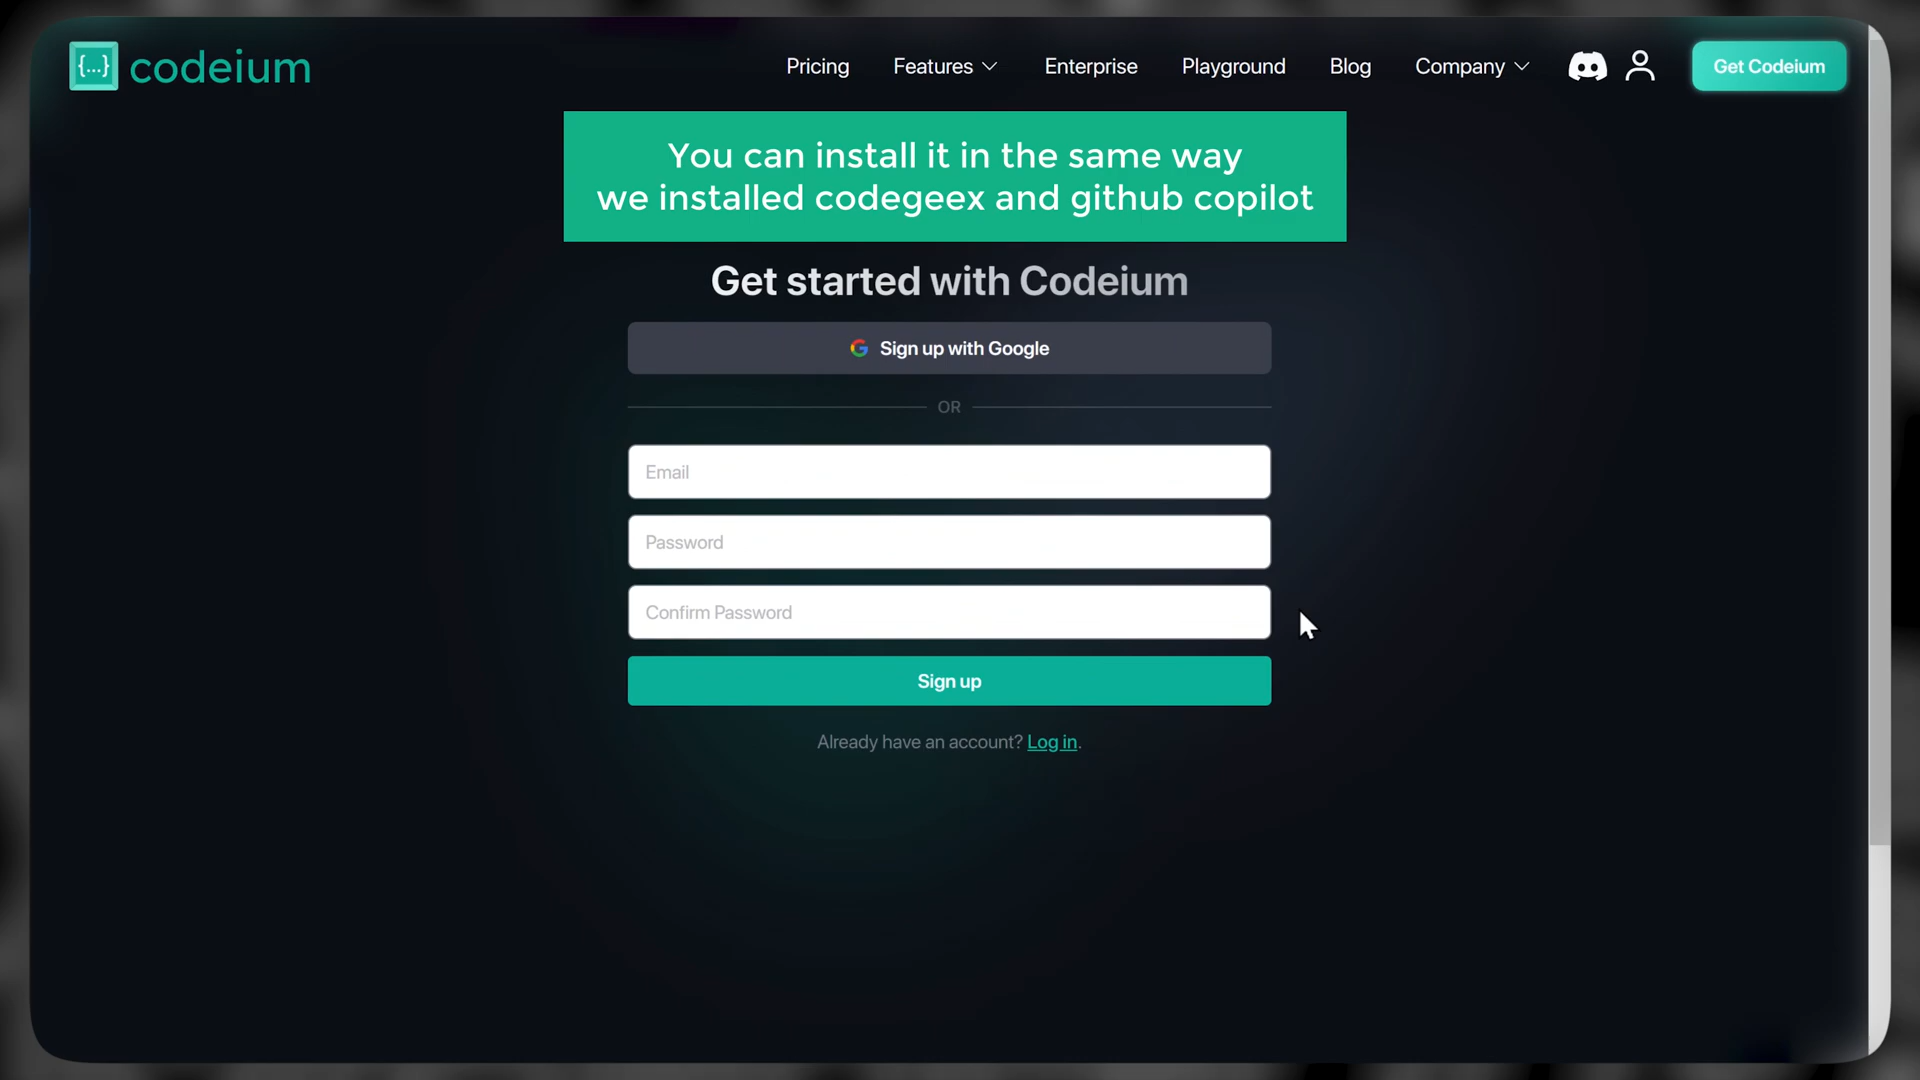 {...} codeium
Pricing
Features
Enterprise
Playground
Blog
Company
Get Codeium
You can install it in the same way
we installed codegeex and github copilot
Get started with Codeium
Sign up with Google
OR
Email
Password
Confirm Password
Sign up
Already have an account? Log in.